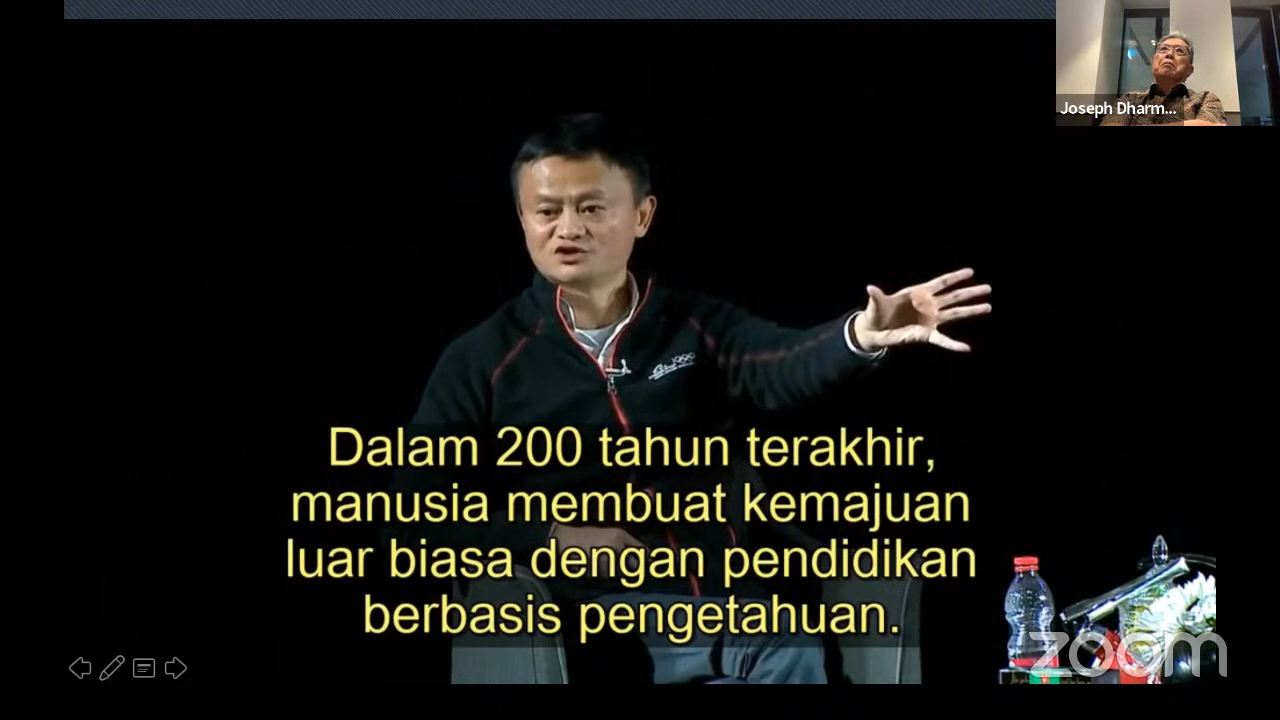 Joseph Dharm...
Dalam 200 tahun terakhir,
manusia membuat kemajuan
luar biasa dengan pendidikan
berbasis pengetahuan.
zoom